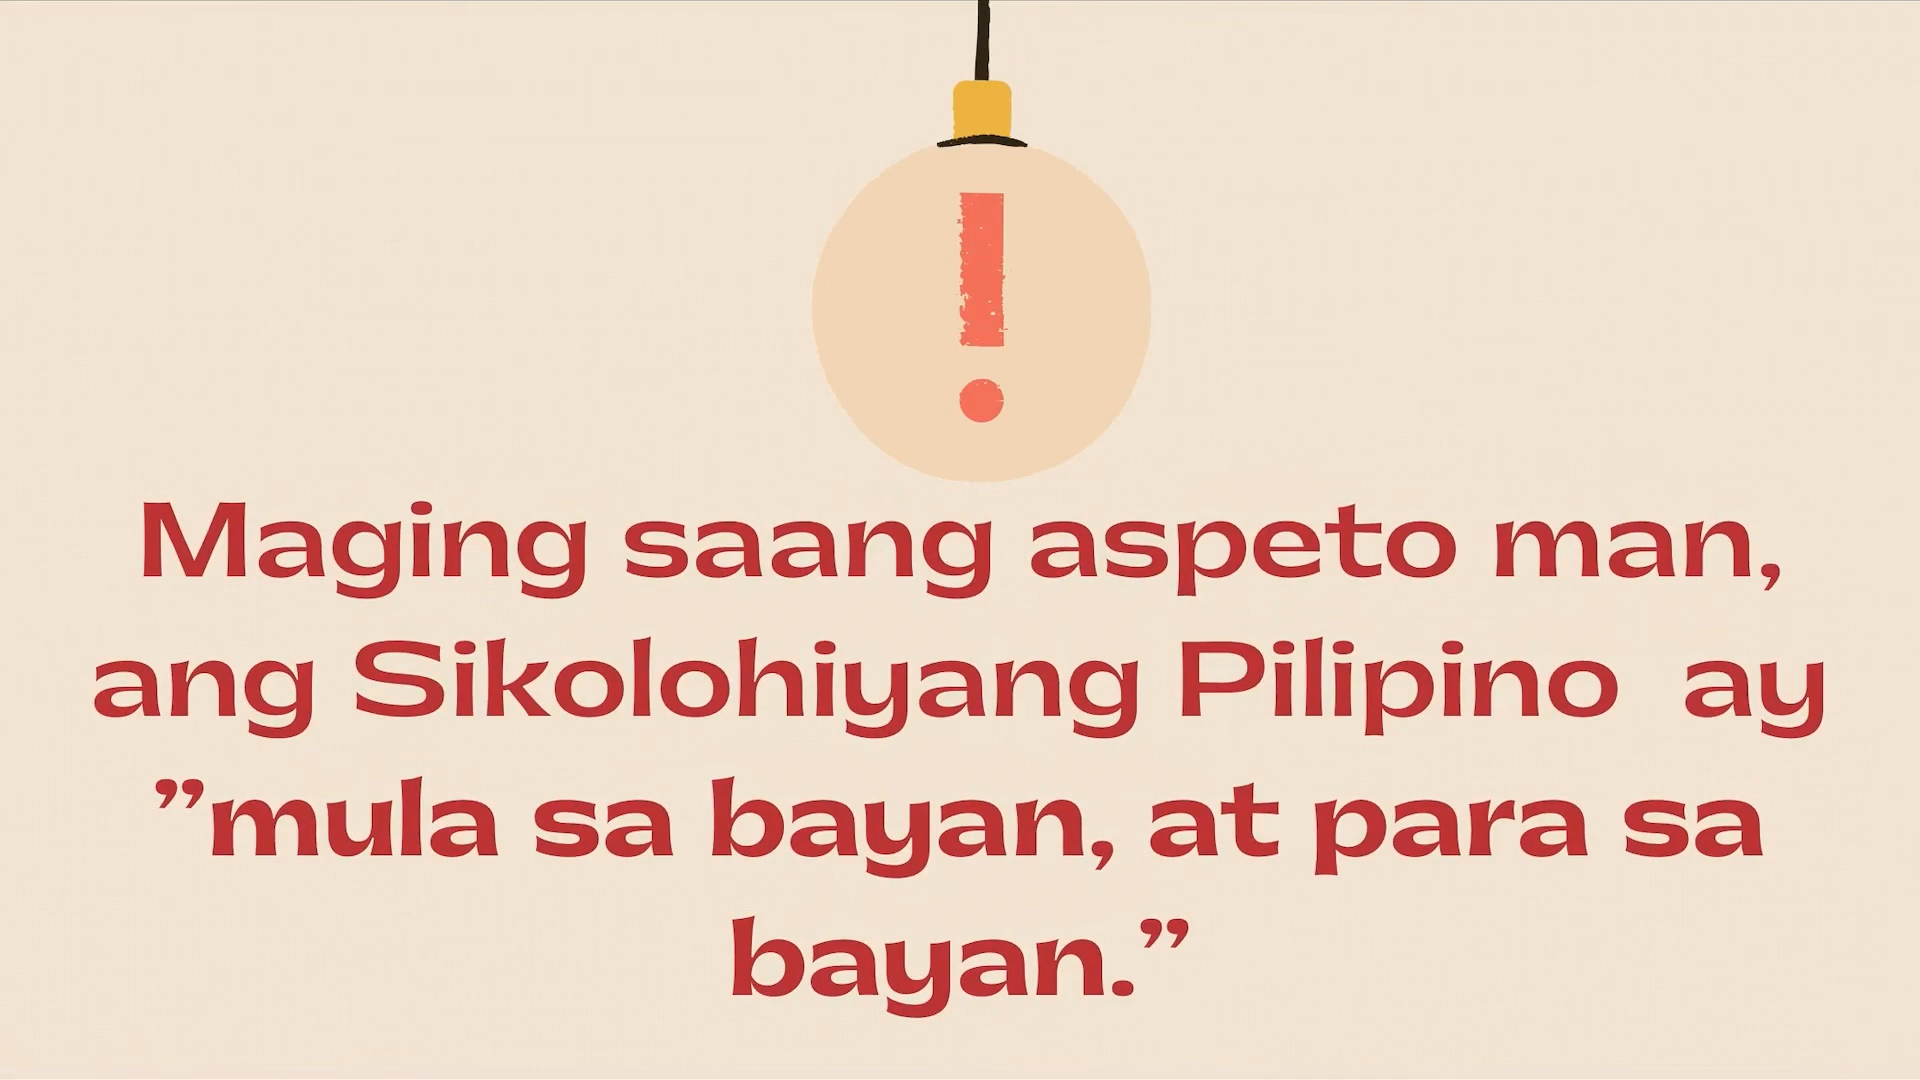 !
Maging saang aspeto man,
ang Sikolohiyang Pilipino  ay
”mula sa bayan, at para sa
bayan.”